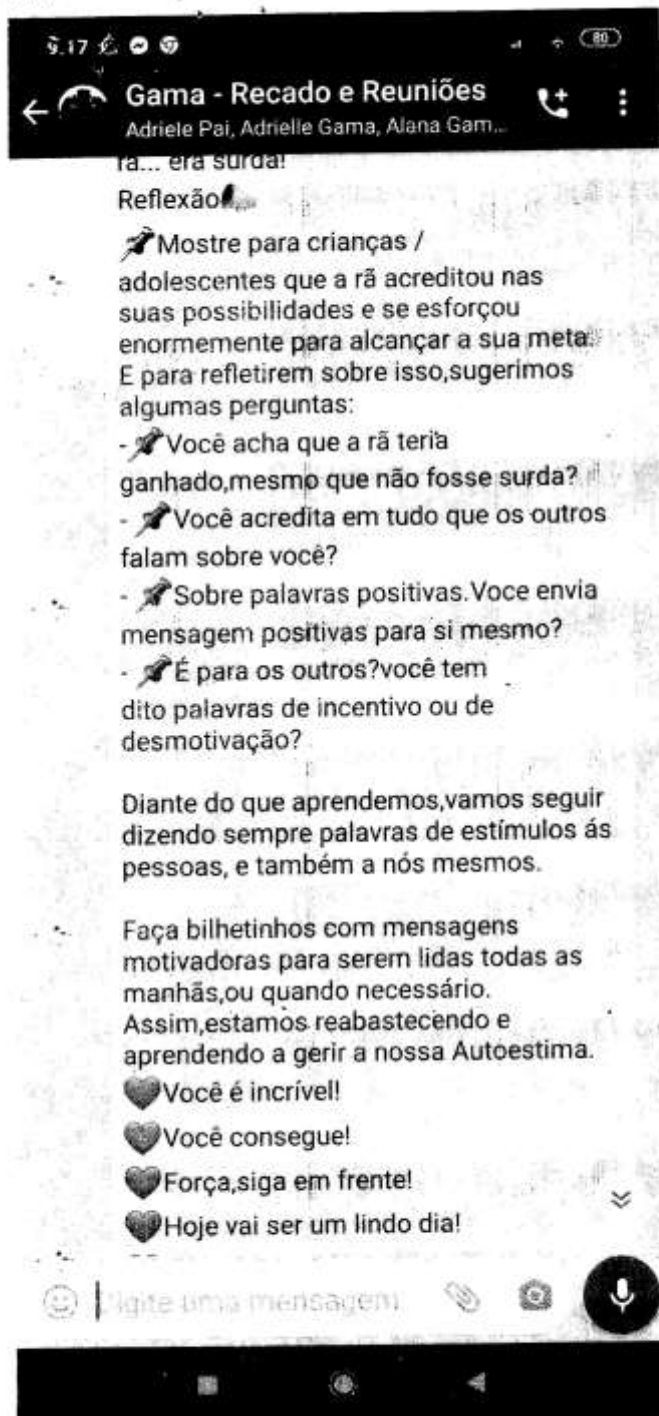 9.17
80
Gama - Recado e Reuniões
Adriele Pai, Adrielle Gama, Alana Gam...
rã... era surda!
Reflexão
Mostre para crianças /
adolescentes que a rã acreditou nas
suas possibilidades e se esforçou
enormemente para alcançar a sua meta.
E para refletirem sobre isso,sugerimos
algumas perguntas:
- Você acha que a rã teria
ganhado,mesmo que não fosse surda?
- Você acredita em tudo que os outros
falam sobre você?
- Sobre palavras positivas.Voce envia
mensagem positivas para si mesmo?
- É para os outros?você tem
dito palavras de incentivo ou de
desmotivação?
Diante do que aprendemos,vamos seguir
dizendo sempre palavras de estímulos ás
pessoas, e também a nós mesmos.
Faça bilhetinhos com mensagens
motivadoras para serem lidas todas as
manhãs,ou quando necessário.
Assim,estamos reabastecendo e
aprendendo a gerir a nossa Autoestima.
Você é incrível!
Você consegue!
Força,siga em frente!
Hoje vai ser um lindo dia!
Digite uma mensagem